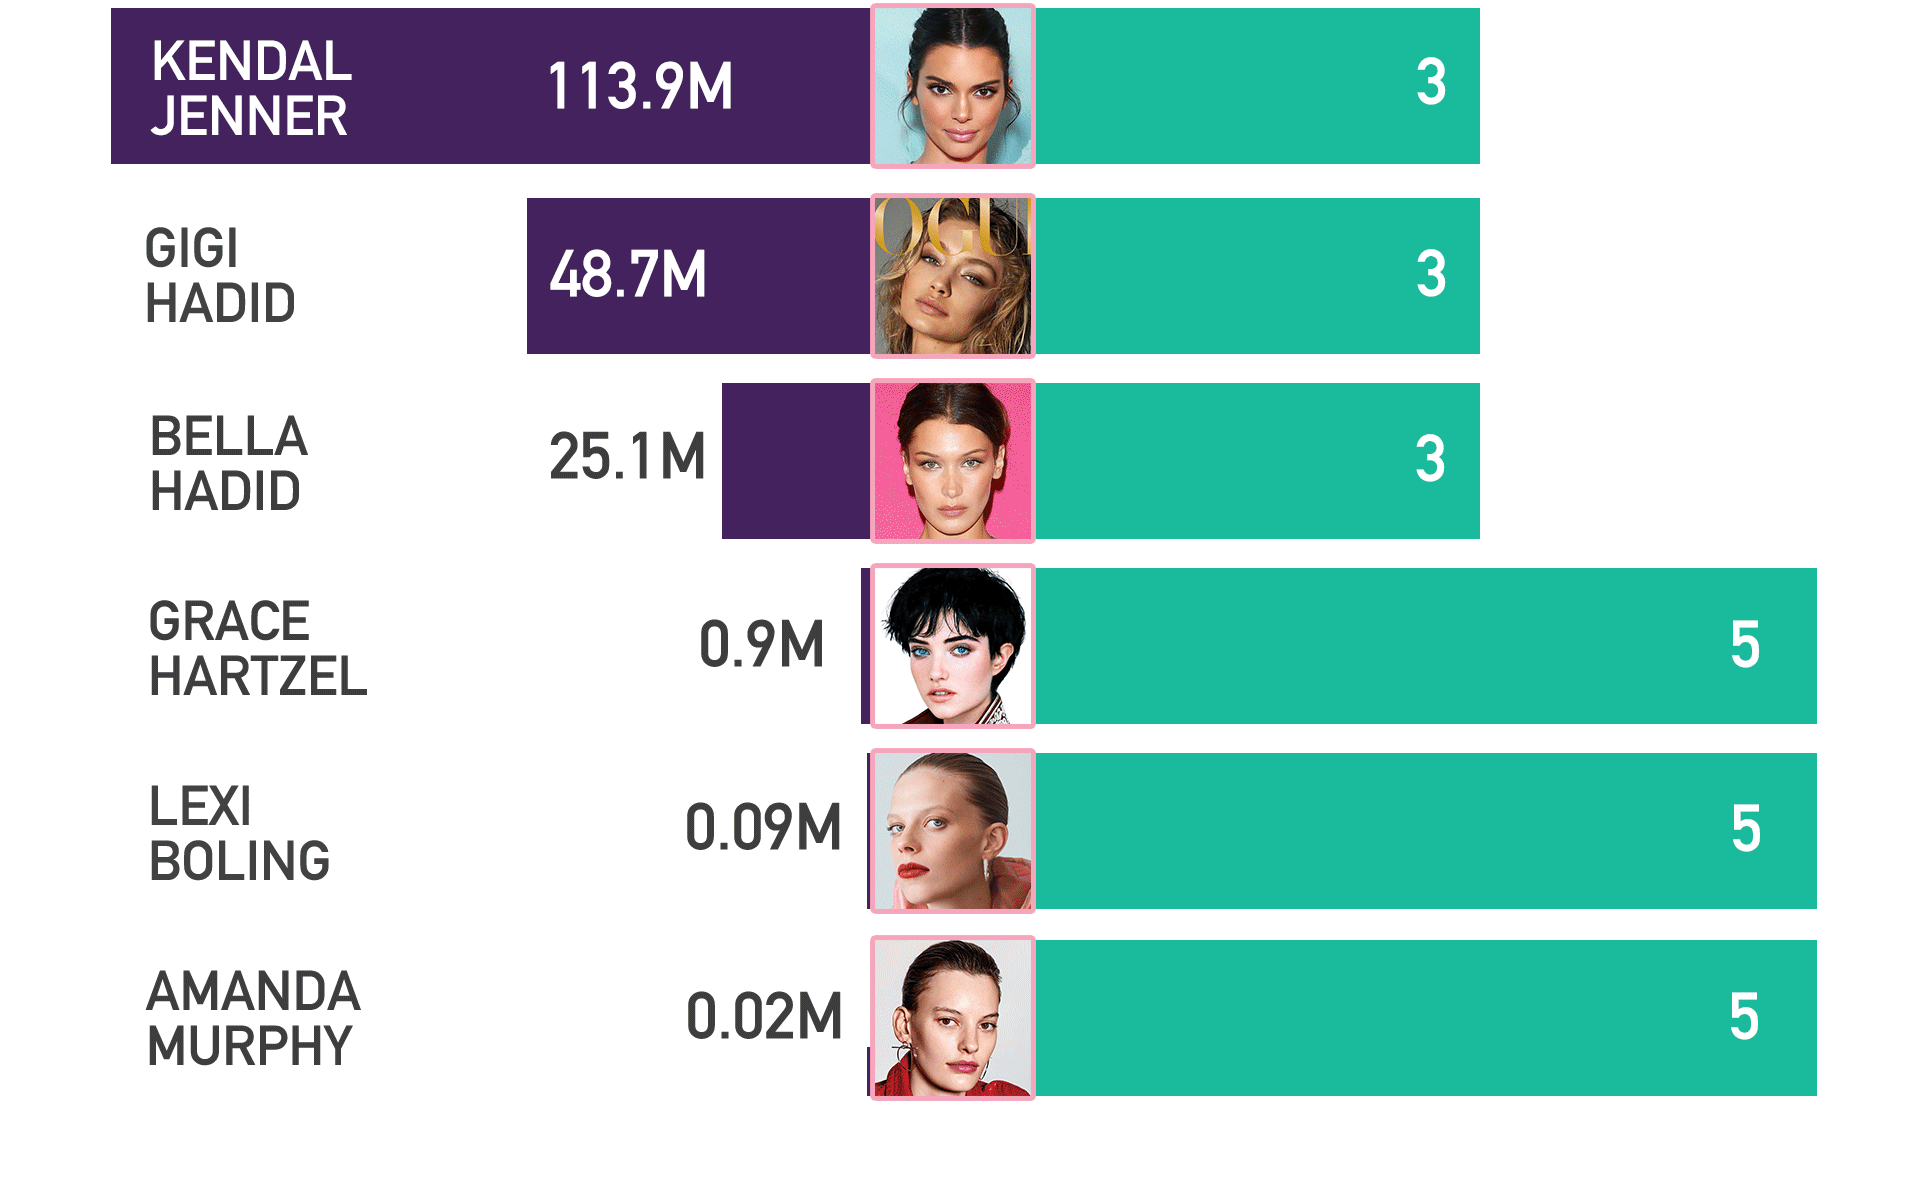 KENDAL
JENNER
113.9M
3
OGU
GIGI
HADID
48.7M
3
BELLA
HADID
25.1M
3
GRACE
HARTZEL
0.9M
5
LEXI
BOLING
0.09M
5
AMANDA
MURPHY
0.02M
5